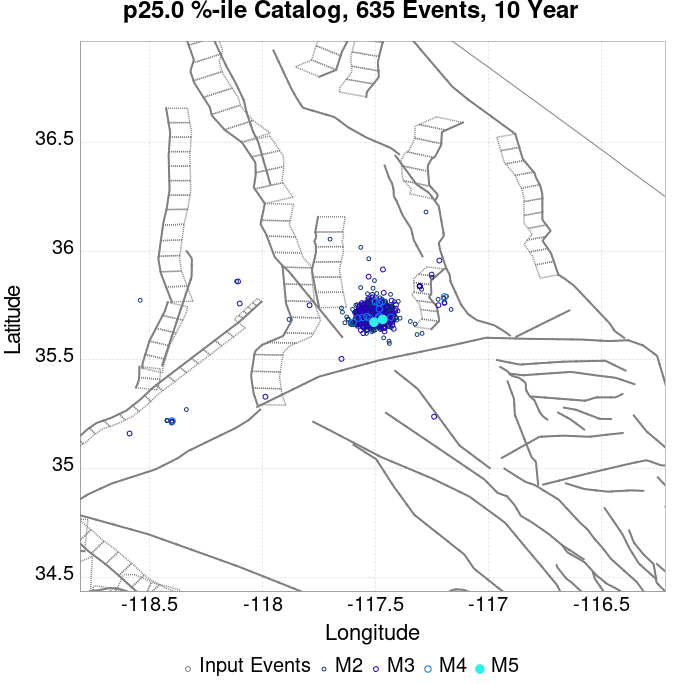 p25.0 %-ile Catalog, 635 Events, 10 Year
36.5
36
35.5
35
34.5
Latitude
-118.5 -118 -117.5 -117 -116.5
Longitude
Input Events M2 M3 M4 M5